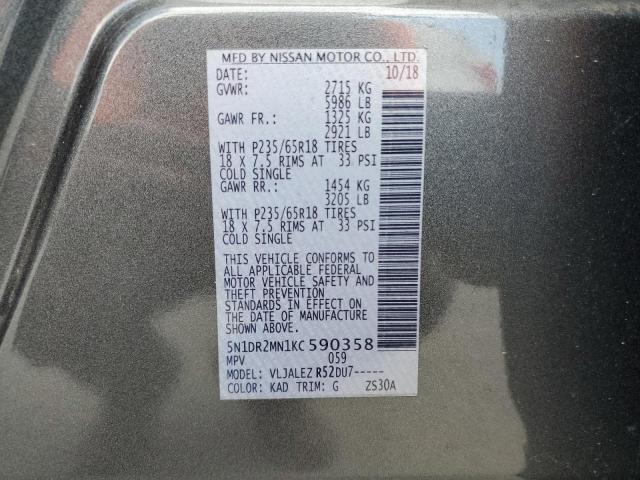 MFD BY NISSAN MOTOR CO., LTD.
DATE: 10/18
GVWR: 2715 KG
5986 LB
GAWR FR.: 1325 KG
2921 LB
WITH P235/65R18 TIRES
18 X 7.5 RIMS AT 33 PSI
COLD SINGLE
GAWR RR.: 1454 KG
3205 LB
WITH P235/65R18 TIRES
18 X 7.5 RIMS AT 33 PSI
COLD SINGLE
THIS VEHICLE CONFORMS TO
ALL APPLICABLE FEDERAL
MOTOR VEHICLE SAFETY AND
THEFT PREVENTION
STANDARDS IN EFFECT ON
THE DATE OF MANUFACTURE
SHOWN ABOVE.
5N1DR2MN1KC 590358
MPV 059
MODEL: VLJALEZ R52DU7-----
COLOR: KAD TRIM: G ZS30A